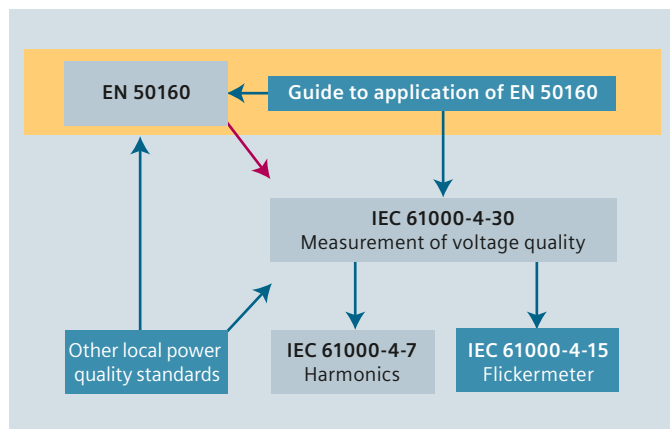 EN 50160
Guide to application of EN 50160
IEC 61000-4-30
Measurement of voltage quality
Other local power
quality standards
IEC 61000-4-7
Harmonics
IEC 61000-4-15
Flickermeter